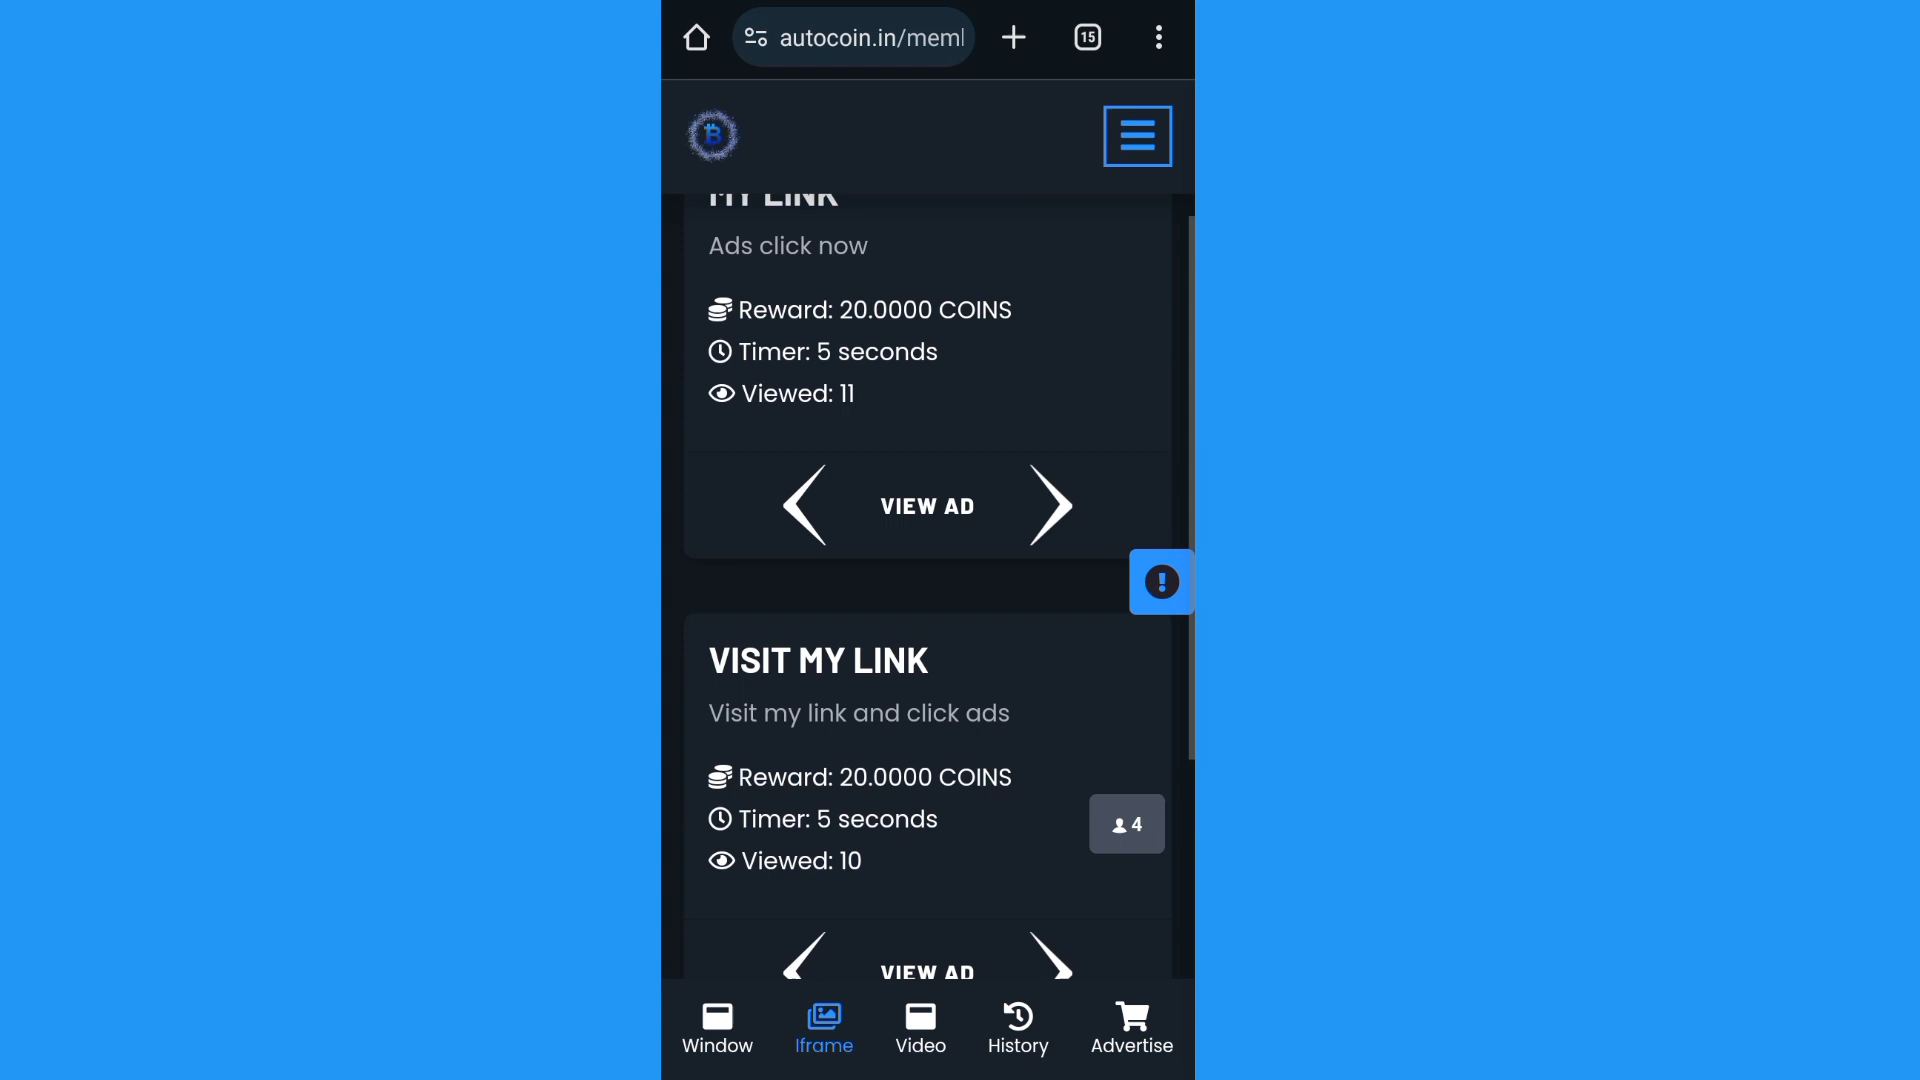 autocoin.in/meml
15
MY LINK
Ads click now
Reward: 20.0000 COINS
Timer: 5 seconds
Viewed: 11
VIEW AD
VISIT MY LINK
Visit my link and click ads
Reward: 20.0000 COINS
Timer: 5 seconds
4
Viewed: 10
VIEW AD
Window Iframe Video History Advertise